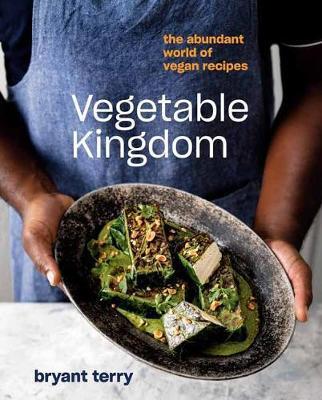 the abundant
world of
vegan recipes
Vegetable
Kingdom
bryant terry